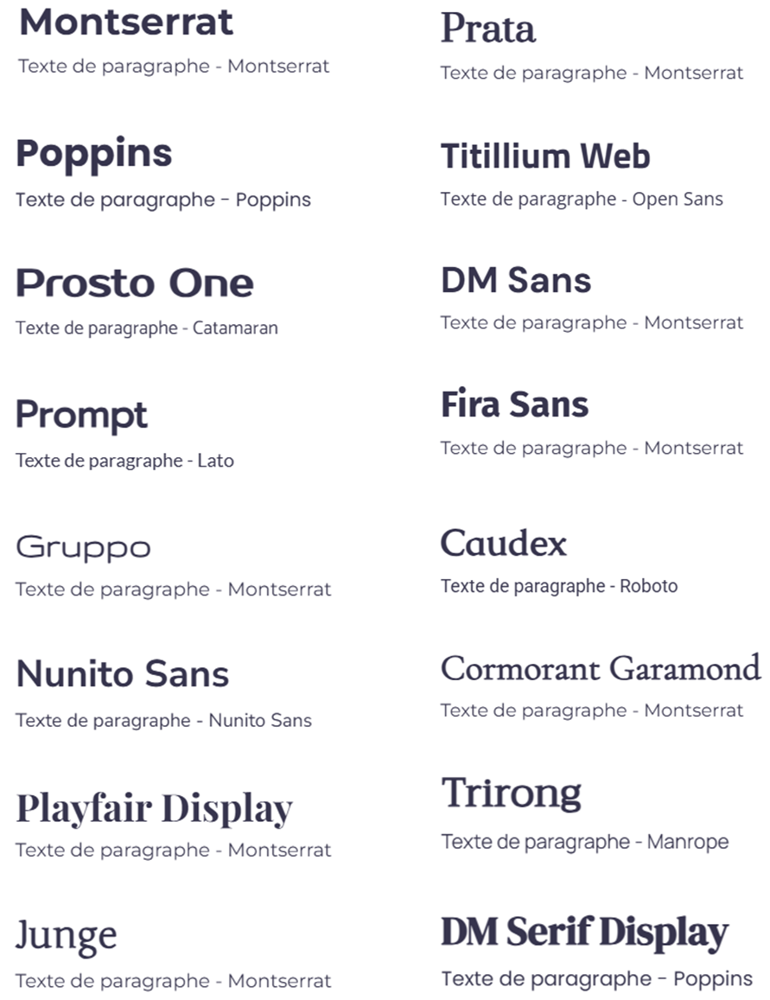 Montserrat
Texte de paragraphe - Montserrat
Poppins
Texte de paragraphe - Poppins
Prosto One
Texte de paragraphe - Catamaran
Prompt
Texte de paragraphe - Lato
Gruppo
Texte de paragraphe - Montserrat
Nunito Sans
Texte de paragraphe - Nunito Sans
Playfair Display
Texte de paragraphe - Montserrat
Junge
Texte de paragraphe - Montserrat
Prata
Texte de paragraphe - Montserrat
Titillium Web
Texte de paragraphe - Open Sans
DM Sans
Texte de paragraphe - Montserrat
Fira Sans
Texte de paragraphe - Montserrat
Caudex
Texte de paragraphe - Roboto
Cormorant Garamond
Texte de paragraphe - Montserrat
Trirong
Texte de paragraphe - Manrope
DM Serif Display
Texte de paragraphe - Poppins